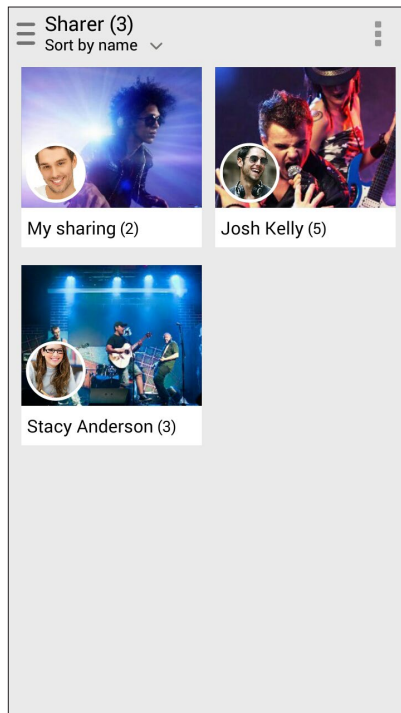 Sharer (3)
Sort by name
My sharing (2)
Josh Kelly (5)
Stacy Anderson (3)